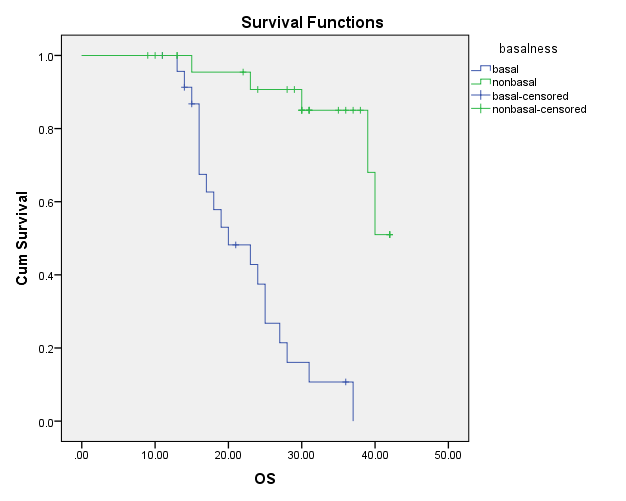 Survival Functions
basalness
basal
nonbasal
basal-censored
nonbasal-censored
Cum Survival
1.0
0.8
0.6
0.4
0.2
0.0
.00 10.00 20.00 30.00 40.00 50.00
OS